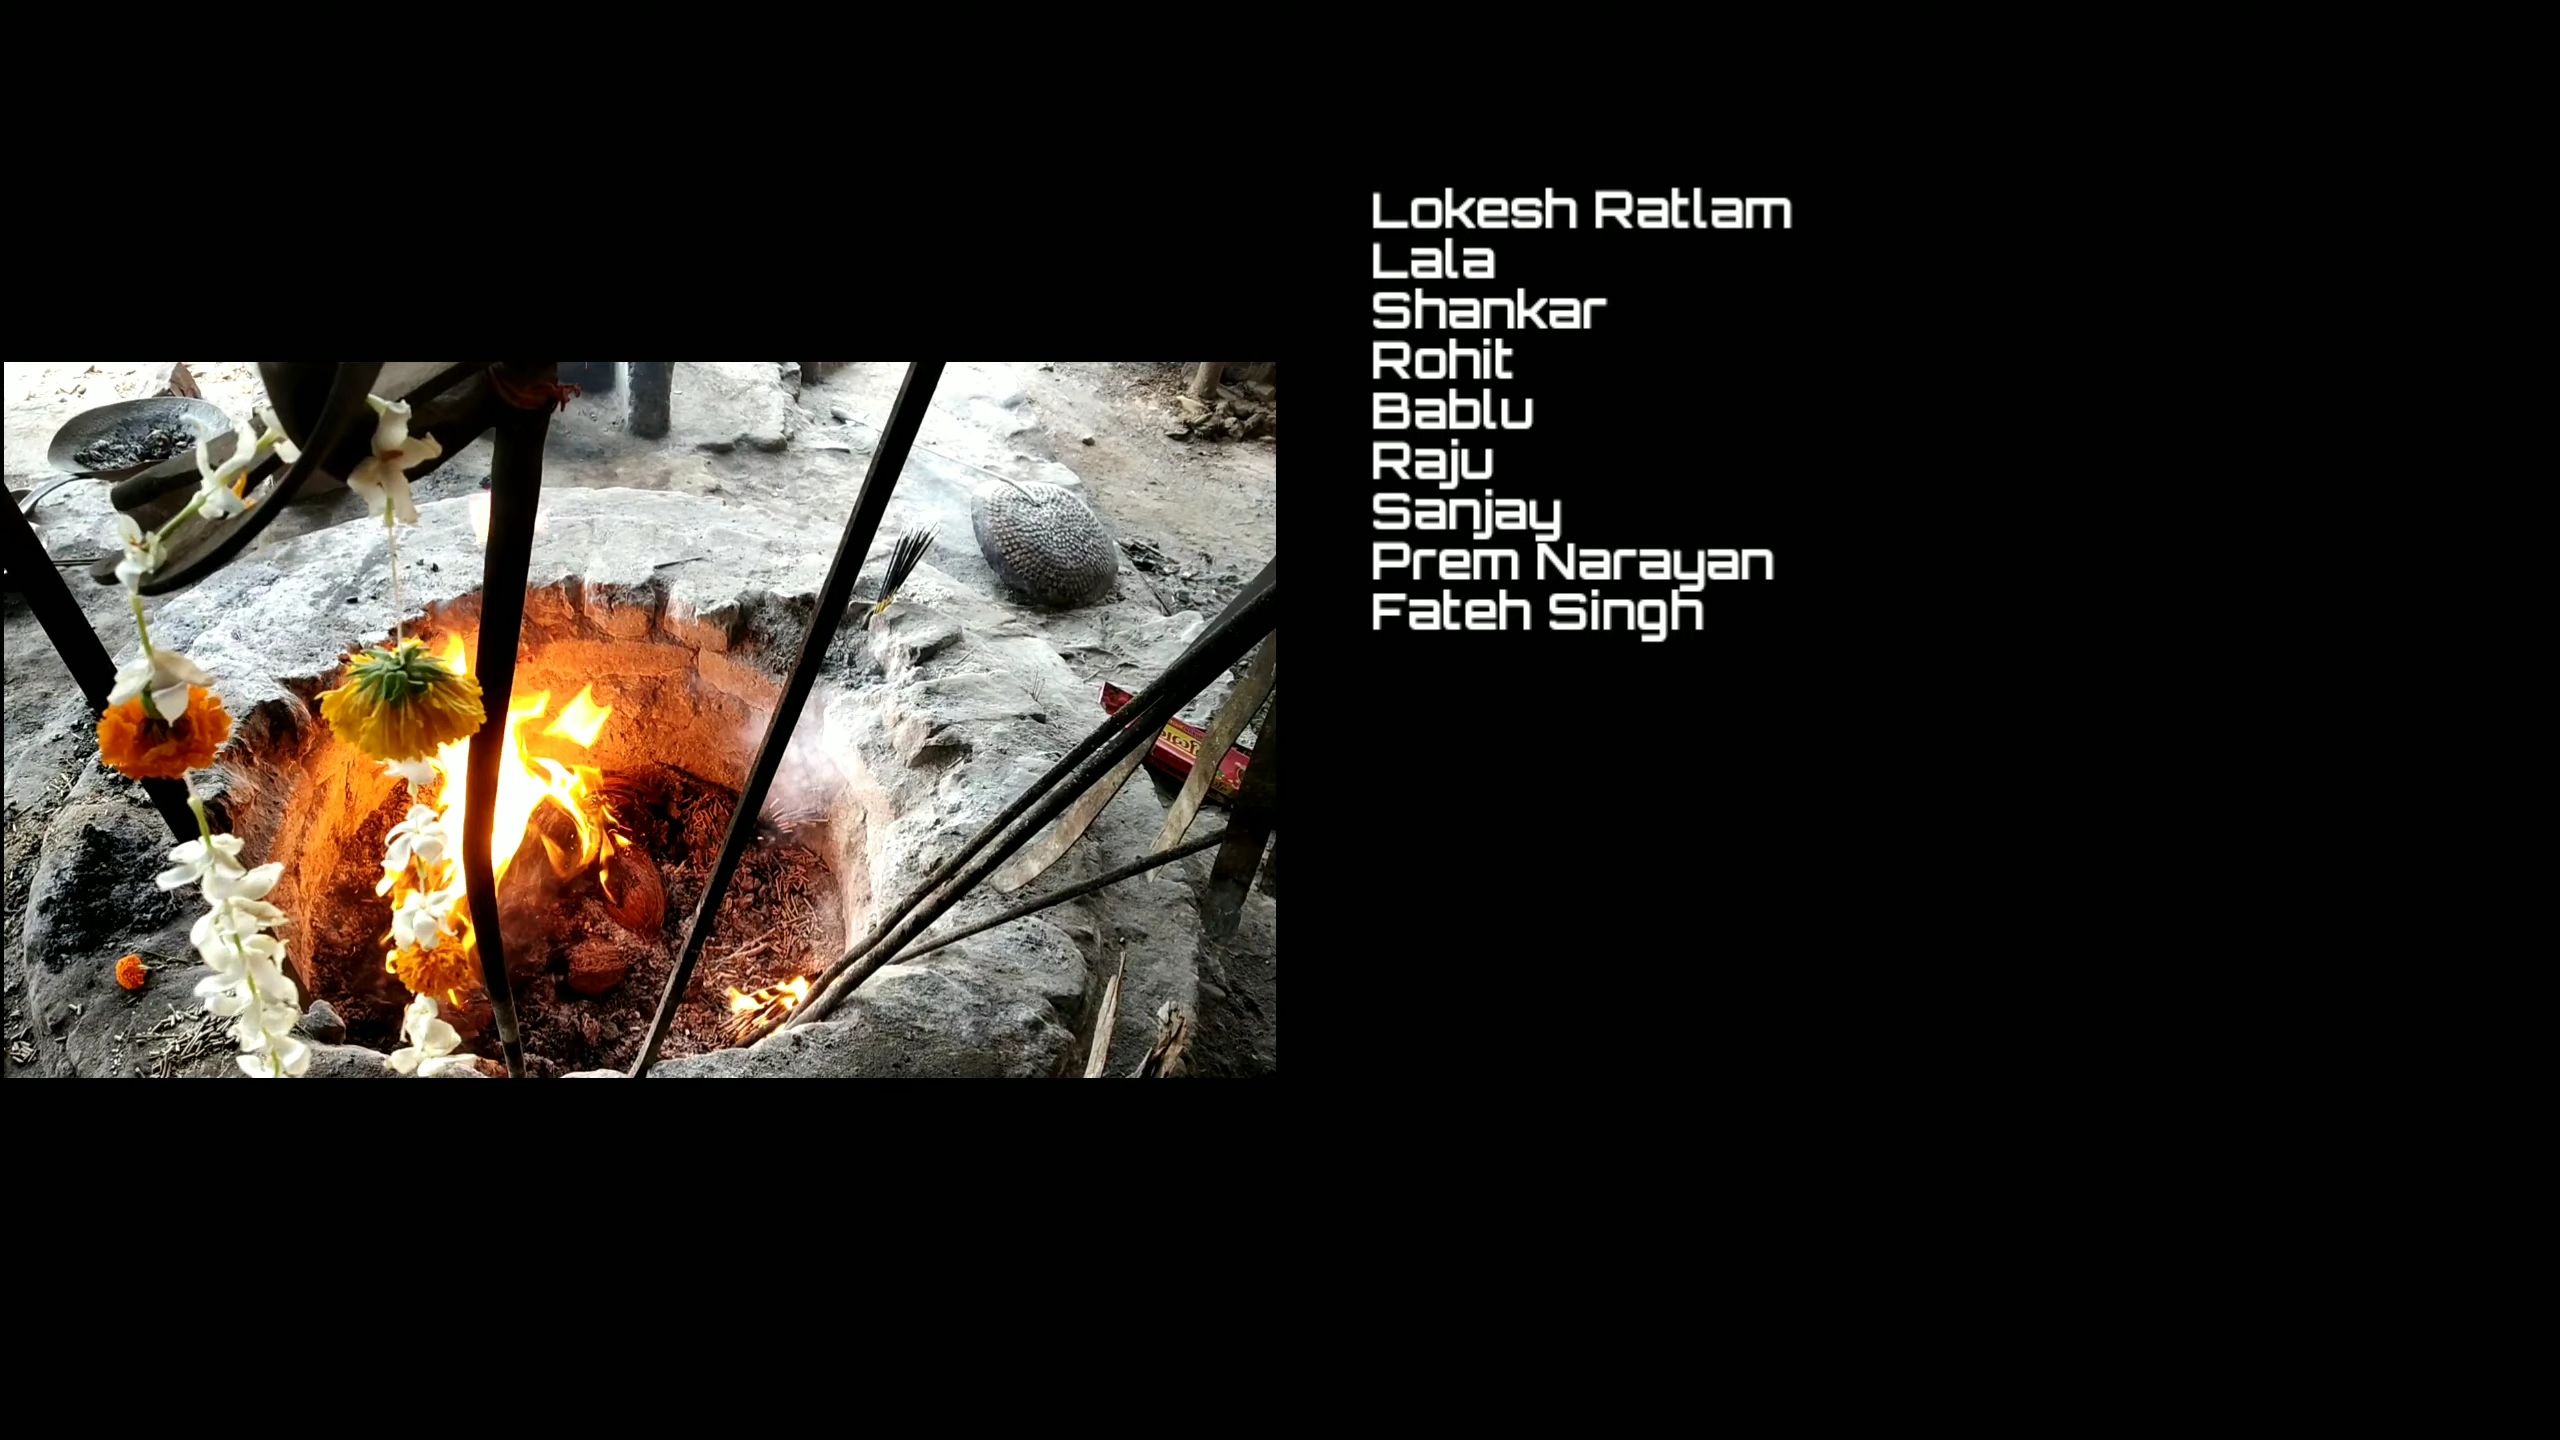 Lokesh Ratlam
Lala
Shankar
Rohit
Bablu
Raju
Sanjay
Prem Narayan
Fateh Singh